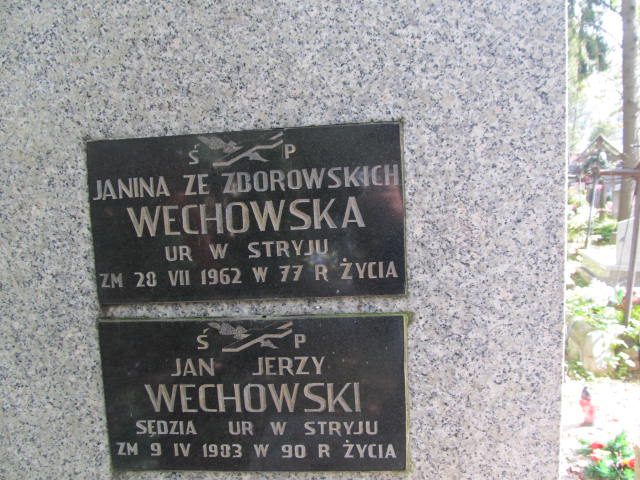 Ś P
JANINA ZE ZBOROWSKICH
WECHOWSKA
UR W STRYJU
ZM 28 VII 1962 W 77 R ŻYCIA
Ś P
JAN JERZY
WECHOWSKI
SĘDZIA UR W STRYJU
ZM 9 IV 1983 W 90 R ŻYCIA